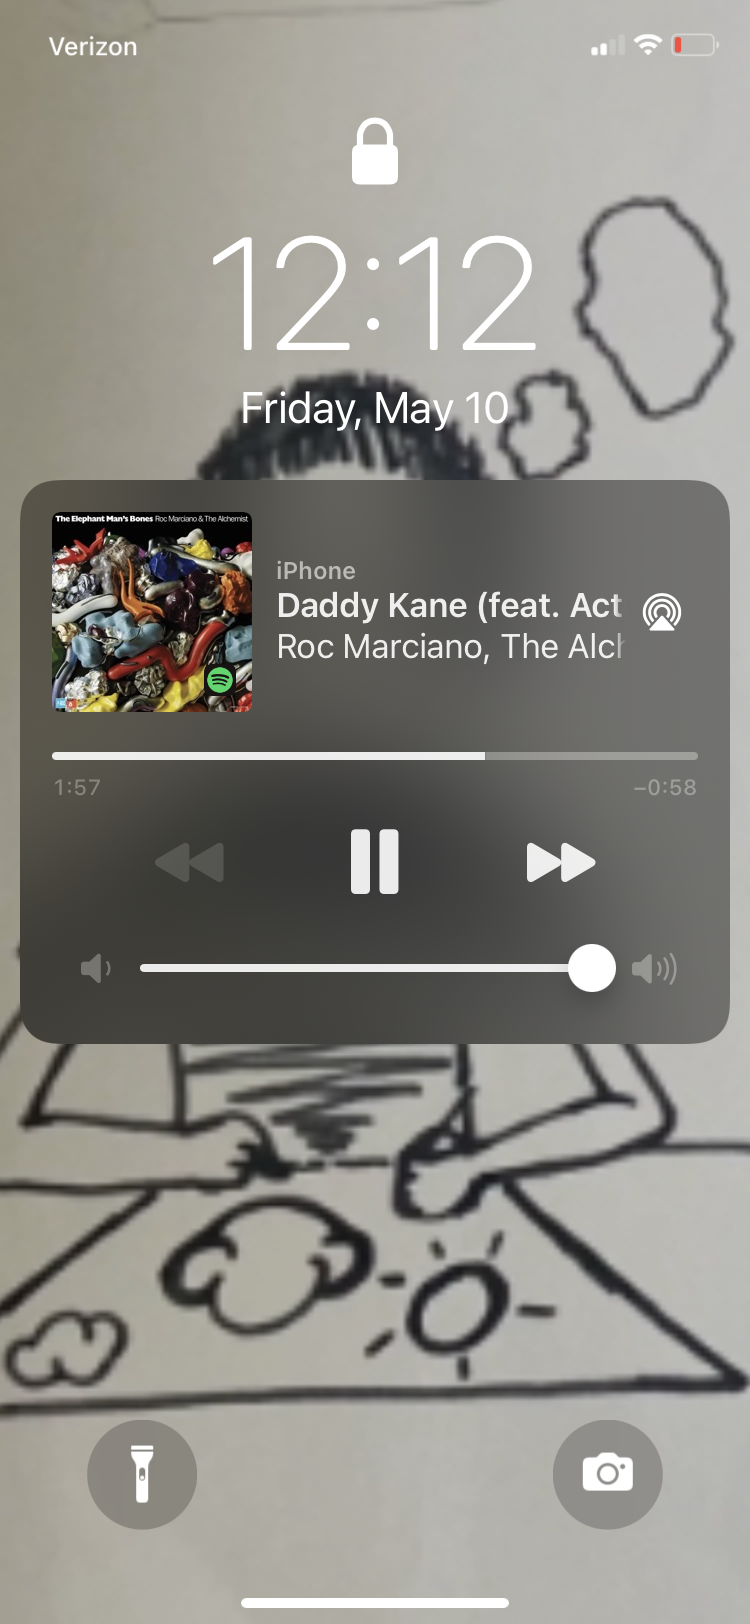 Verizon
12:12
Friday, May 10
The Elephant Man's Bones Roc Marciano & The Alchemist
iPhone
Daddy Kane (feat. Act
Roc Marciano, The Alch
1:57
−0:58